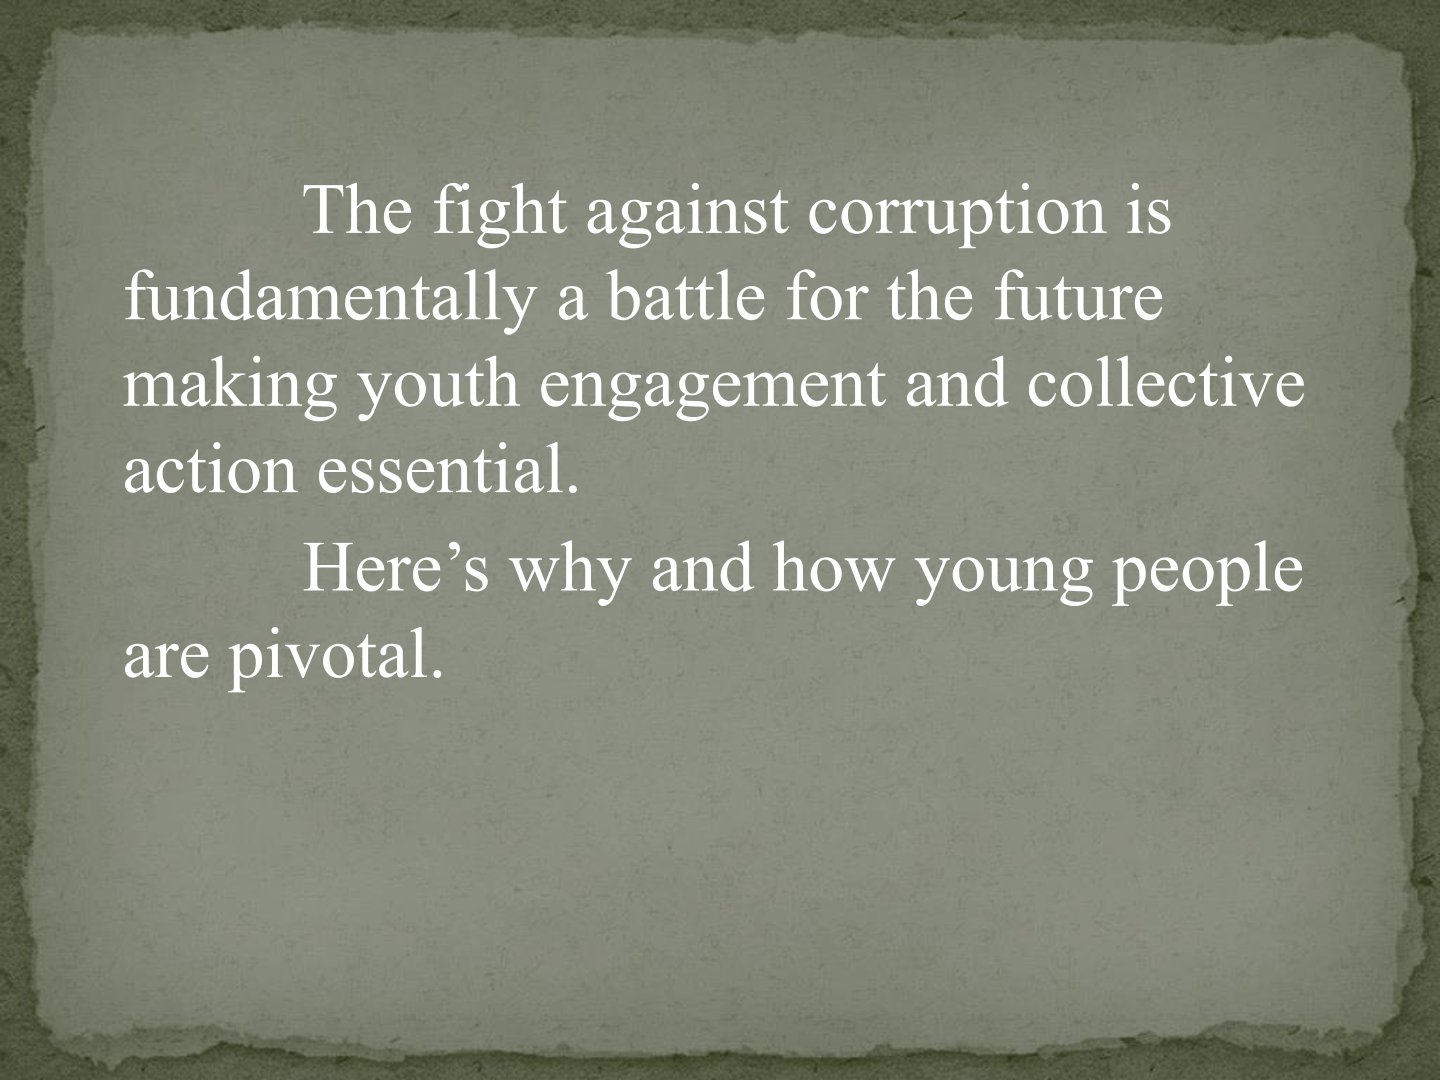 The fight against corruption is
fundamentally a battle for the future
making youth engagement and collective
action essential.
Here’s why and how young people
are pivotal.